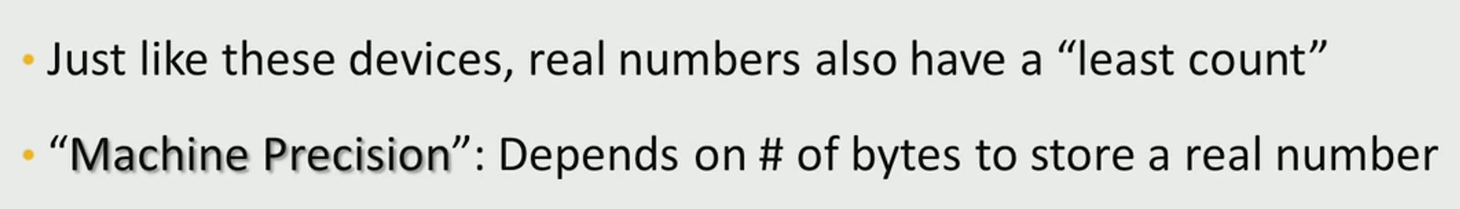 • Just like these devices, real numbers also have a “least count”
• “Machine Precision”: Depends on # of bytes to store a real number